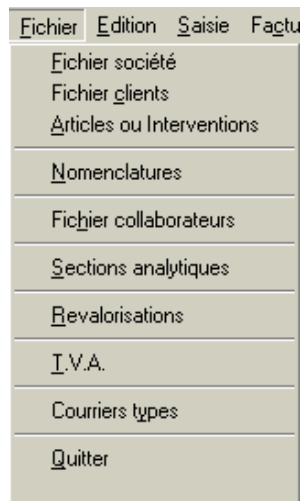 Fichier Edition Saisie Factu
Fichier société
Fichier clients
Articles ou Interventions
Nomenclatures
Fichier collaborateurs
Sections analytiques
Revalorisations
T.V.A.
Courriers types
Quitter